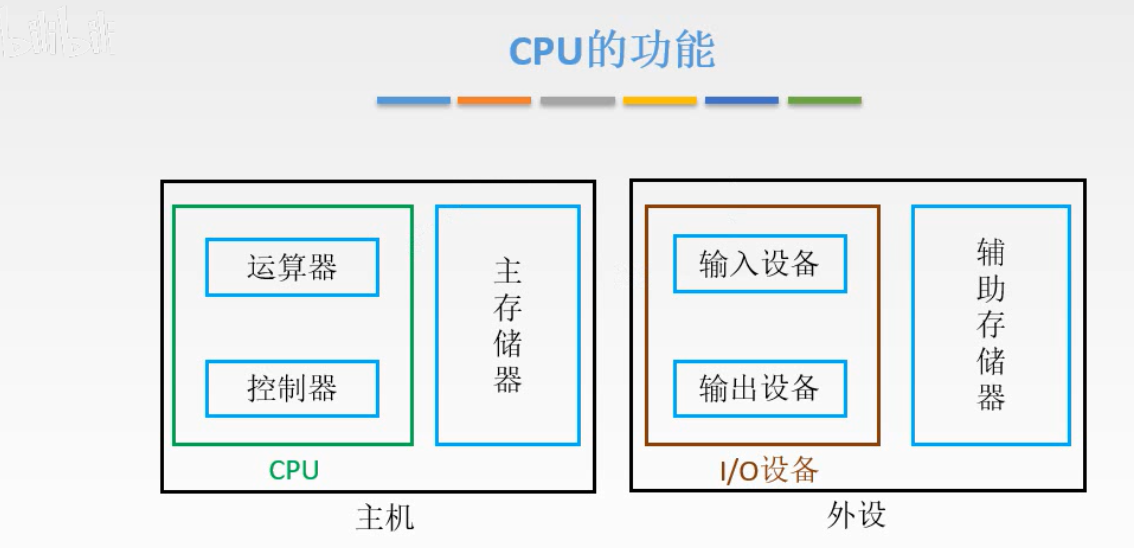 bilibili
CPU的功能
运算器
控制器
CPU
主存储器
主机
输入设备
输出设备
I/O设备
辅助存储器
外设